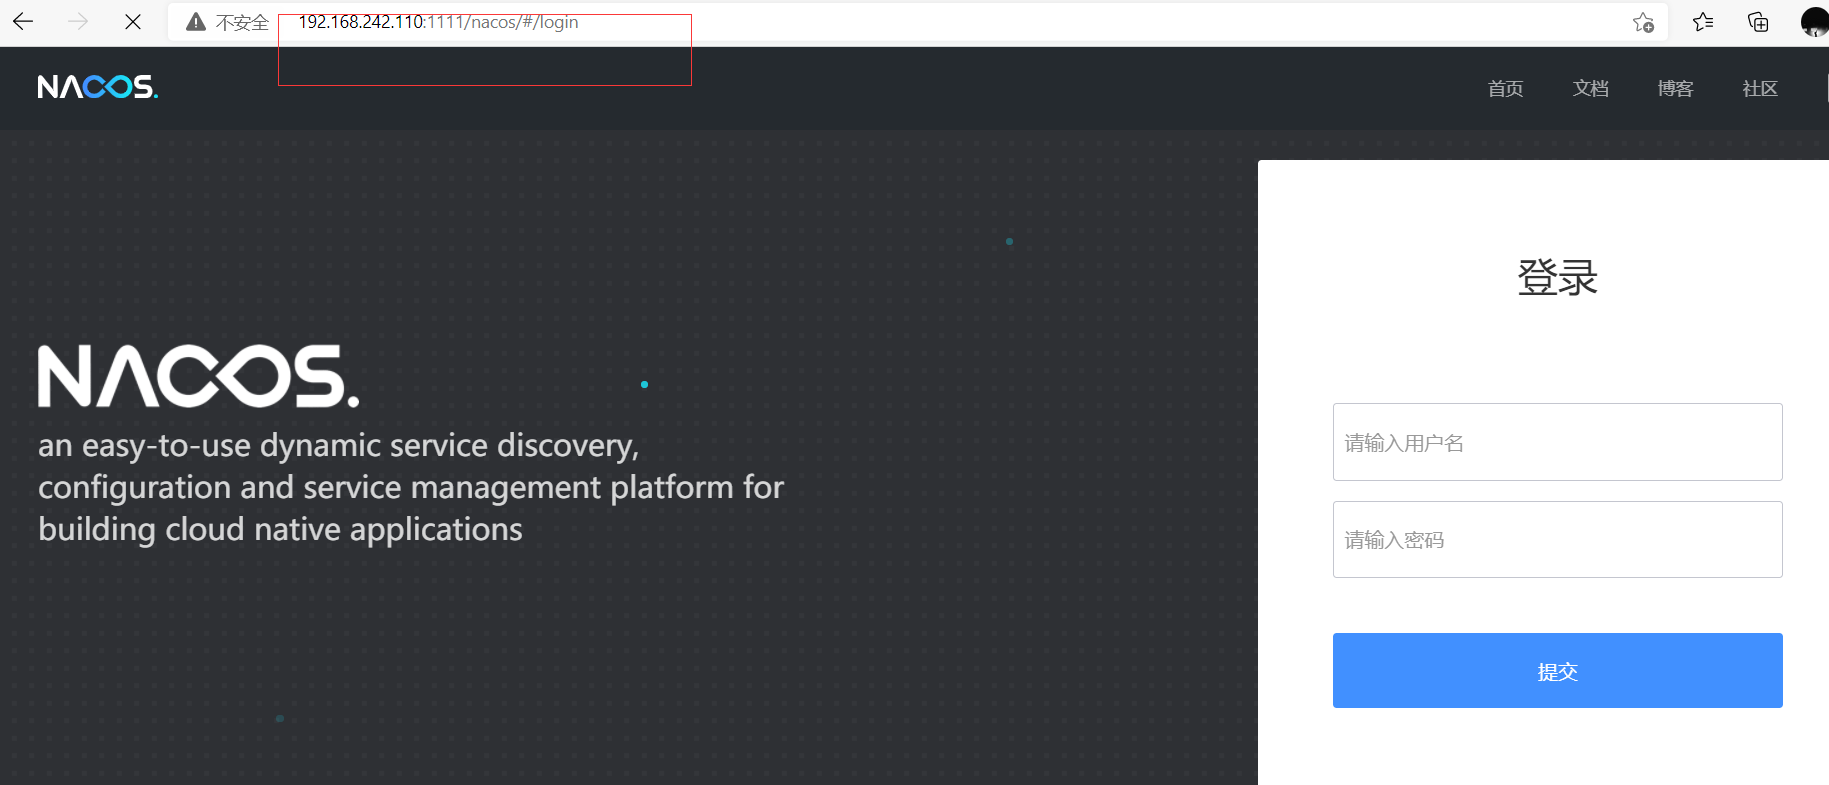 不安全 192.168.242.110:1111/nacos/#/login
NACOS.
首页 文档 博客 社区
登录
NACOS.
an easy-to-use dynamic service discovery,
configuration and service management platform for
building cloud native applications
请输入用户名
请输入密码
提交